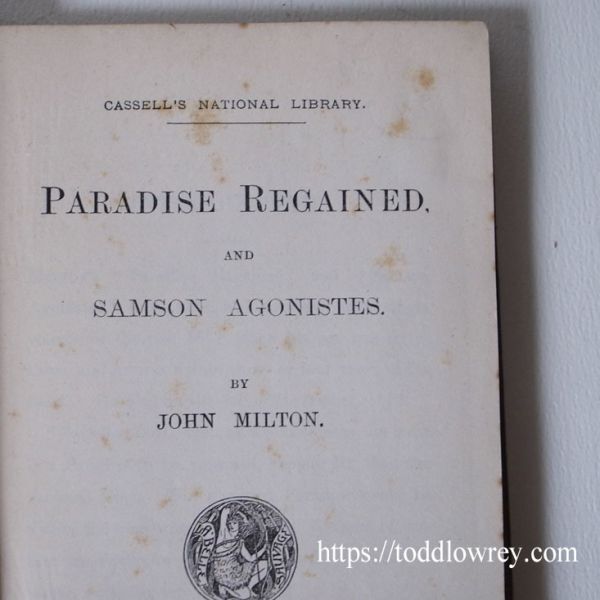 CASSELL'S NATIONAL LIBRARY.
PARADISE REGAINED,
AND
SAMSON AGONISTES.
BY
JOHN MILTON.
https://toddlowrey.com/